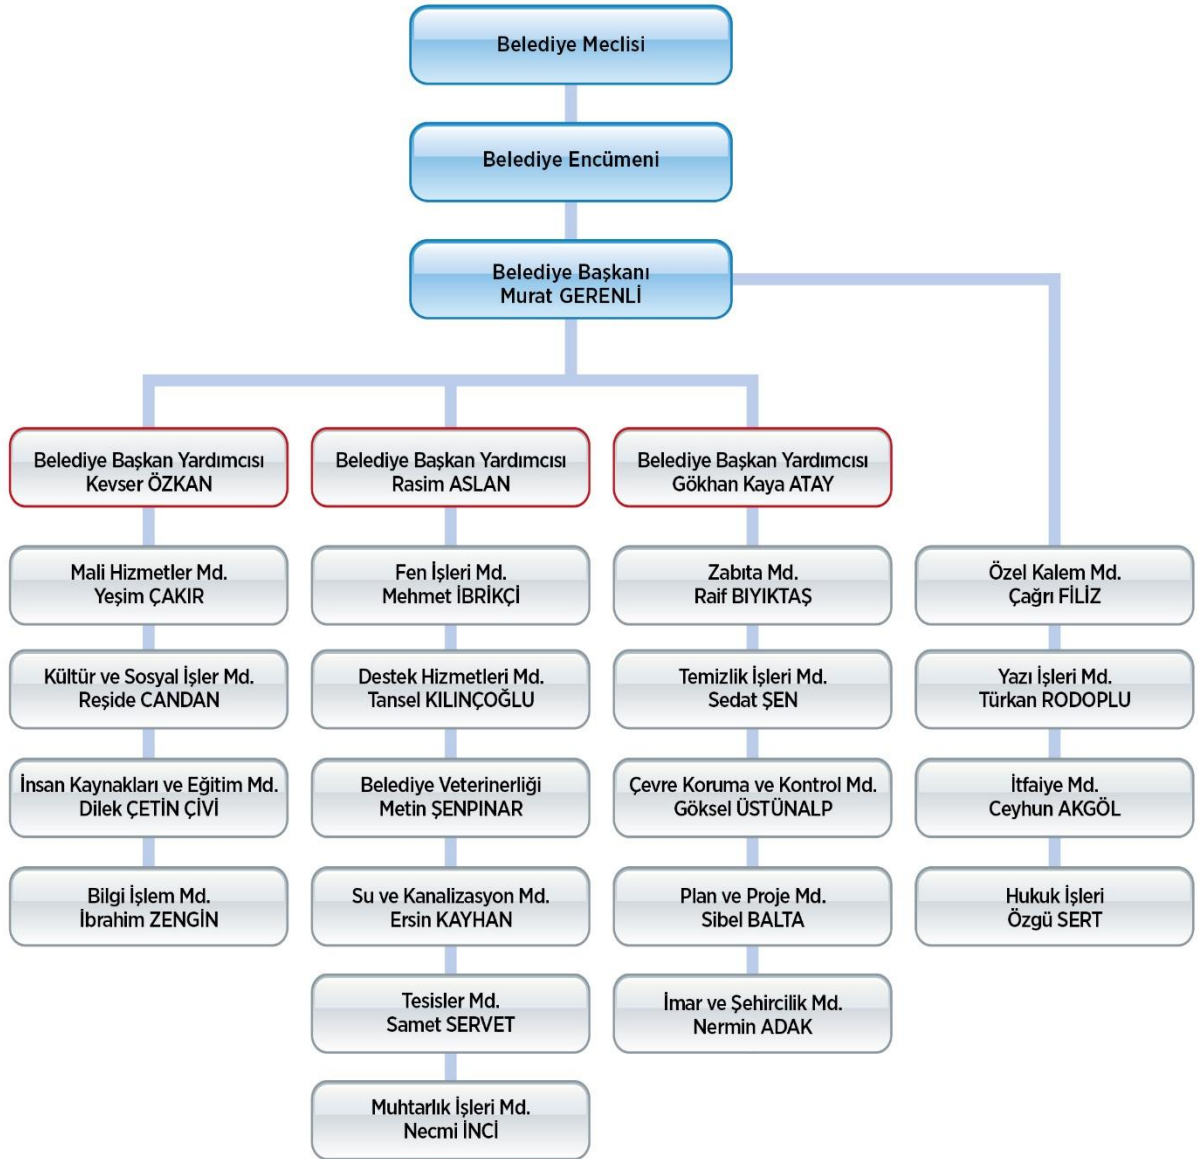 Belediye Meclisi
Belediye Encümeni
Belediye Başkanı
Murat GERENLİ
Belediye Başkan Yardımcısı
Kevser ÖZKAN
Mali Hizmetler Md.
Yeşim ÇAKIR
Kültür ve Sosyal İşler Md.
Reşide CANDAN
İnsan Kaynakları ve Eğitim Md.
Dilek ÇETİN ÇİVİ
Bilgi İşlem Md.
İbrahim ZENGİN
Belediye Başkan Yardımcısı
Rasim ASLAN
Fen İşleri Md.
Mehmet İBRİKÇİ
Destek Hizmetleri Md.
Tansel KILINÇOĞLU
Belediye Veterinerliği
Metin ŞENPINAR
Su ve Kanalizasyon Md.
Ersin KAYHAN
Tesisler Md.
Samet SERVET
Muhtarlık İşleri Md.
Necmi İNCİ
Belediye Başkan Yardımcısı
Gökhan Kaya ATAY
Zabıta Md.
Raif BIYIKTAŞ
Temizlik İşleri Md.
Sedat ŞEN
Çevre Koruma ve Kontrol Md.
Göksel ÜSTÜNALP
Plan ve Proje Md.
Sibel BALTA
İmar ve Şehircilik Md.
Nermin ADAK
Özel Kalem Md.
Çağrı FİLİZ
Yazı İşleri Md.
Türkan RODOPLU
İtfaiye Md.
Ceyhun AKGÖL
Hukuk İşleri
Özgü SERT